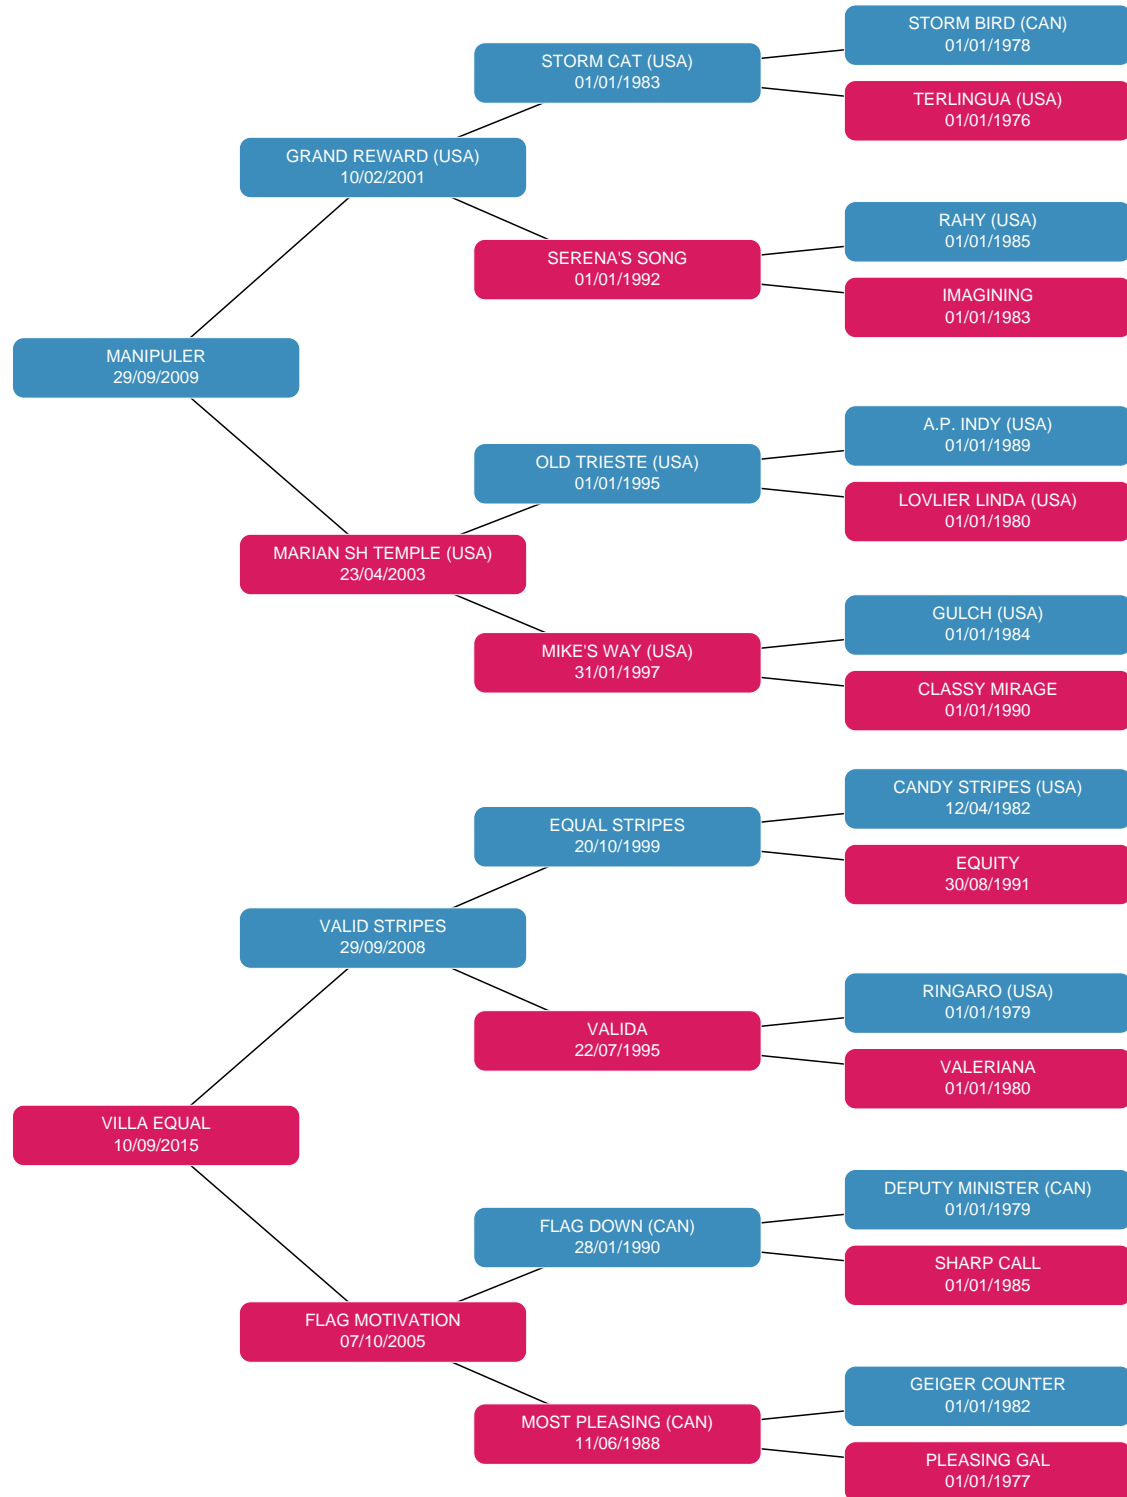 STORM BIRD (CAN)
01/01/1978
STORM CAT (USA)
01/01/1983
TERLINGUA (USA)
01/01/1976
GRAND REWARD (USA)
10/02/2001
RAHY (USA)
01/01/1985
SERENA'S SONG
01/01/1992
IMAGINING
01/01/1983
MANIPULER
29/09/2009
A.P. INDY (USA)
01/01/1989
OLD TRIESTE (USA)
01/01/1995
LOVLIER LINDA (USA)
01/01/1980
MARIAN SH TEMPLE (USA)
23/04/2003
GULCH (USA)
01/01/1984
MIKE'S WAY (USA)
31/01/1997
CLASSY MIRAGE
01/01/1990
CANDY STRIPES (USA)
12/04/1982
EQUAL STRIPES
20/10/1999
EQUITY
30/08/1991
VALID STRIPES
29/09/2008
RINGARO (USA)
01/01/1979
VALIDA
22/07/1995
VALERIANA
01/01/1980
VILLA EQUAL
10/09/2015
DEPUTY MINISTER (CAN)
01/01/1979
FLAG DOWN (CAN)
28/01/1990
SHARP CALL
01/01/1985
FLAG MOTIVATION
07/10/2005
GEIGER COUNTER
01/01/1982
MOST PLEASING (CAN)
11/06/1988
PLEASING GAL
01/01/1977